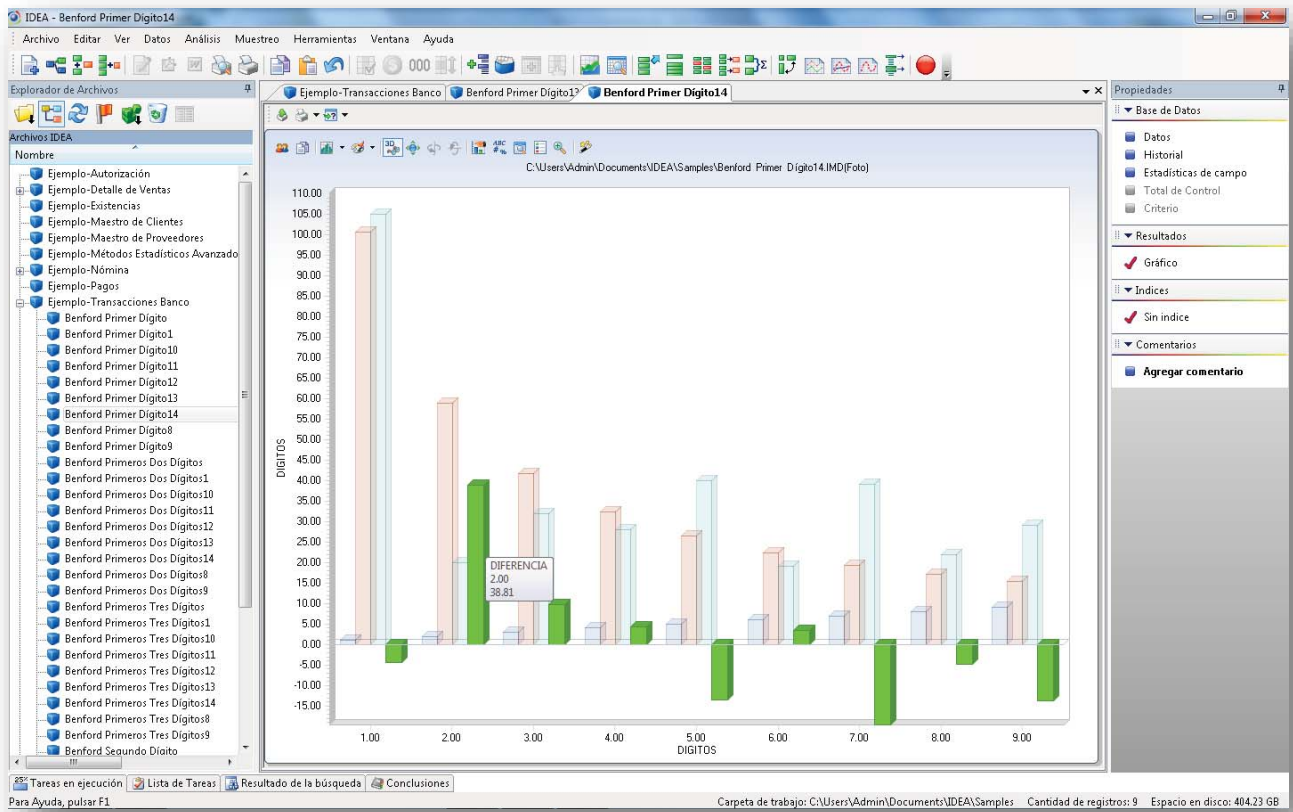 IDEA - Benford Primer Dígito14
Archivo Editar Ver Datos Análisis Muestreo Herramientas Ventana Ayuda
Explorador de Archivos
Archivos IDEA
Nombre
Ejemplo-Autorización
Ejemplo-Detalle de Ventas
Ejemplo-Existencias
Ejemplo-Maestro de Clientes
Ejemplo-Maestro de Proveedores
Ejemplo-Métodos Estadísticos Avanzado
Ejemplo-Nómina
Ejemplo-Pagos
Ejemplo-Transacciones Banco
Benford Primer Dígito
Benford Primer Dígito1
Benford Primer Dígito10
Benford Primer Dígito11
Benford Primer Dígito12
Benford Primer Dígito13
Benford Primer Dígito14
Benford Primer Dígito8
Benford Primer Dígito9
Benford Primeros Dos Dígitos
Benford Primeros Dos Dígitos1
Benford Primeros Dos Dígitos10
Benford Primeros Dos Dígitos11
Benford Primeros Dos Dígitos12
Benford Primeros Dos Dígitos13
Benford Primeros Dos Dígitos14
Benford Primeros Dos Dígitos8
Benford Primeros Dos Dígitos9
Benford Primeros Tres Dígitos
Benford Primeros Tres Dígitos1
Benford Primeros Tres Dígitos10
Benford Primeros Tres Dígitos11
Benford Primeros Tres Dígitos12
Benford Primeros Tres Dígitos13
Benford Primeros Tres Dígitos14
Benford Primeros Tres Dígitos8
Benford Primeros Tres Dígitos9
Benford Segundo Dígito
Ejemplo-Transacciones Banco Benford Primer Dígito13 Benford Primer Dígito14
C:\Users\Admin\Documents\IDEA\Samples\Benford Primer Dígito14.IMD(Foto)
110.00
105.00
100.00
95.00
90.00
85.00
80.00
75.00
70.00
65.00
60.00
55.00
50.00
45.00
40.00
35.00
30.00
25.00
20.00
15.00
10.00
5.00
0.00
-5.00
-10.00
-15.00
DIGITOS
DIFERENCIA
2.00
38.81
1.00 2.00 3.00 4.00 5.00 6.00 7.00 8.00 9.00
DIGITOS
Propiedades
Base de Datos
Datos
Historial
Estadísticas de campo
Total de Control
Criterio
Resultados
Gráfico
Indices
Sin indice
Comentarios
Agregar comentario
Tareas en ejecución Lista de Tareas Resultado de la búsqueda Conclusiones
Para Ayuda, pulsar F1 Carpeta de trabajo: C:\Users\Admin\Documents\IDEA\Samples Cantidad de registros: 9 Espacio en disco: 404.23 GB